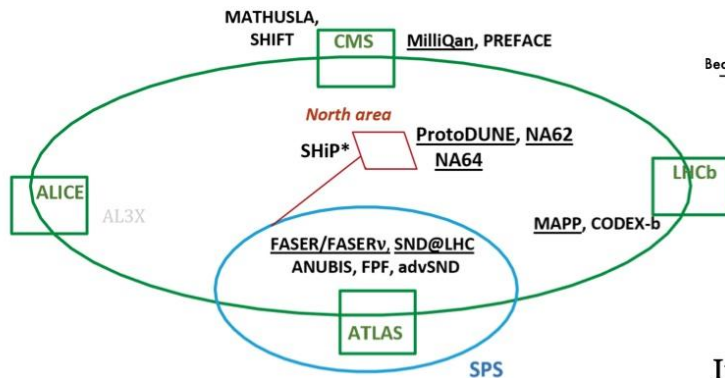 MATHUSLA,
SHIFT
CMS
MilliQan, PREFACE
Bea
North area
SHiP*
ProtoDUNE, NA62
NA64
ALICE
AL3X
LHCb
MAPP, CODEX-b
FASER/FASERν, SND@LHC
ANUBIS, FPF, advSND
ATLAS
SPS